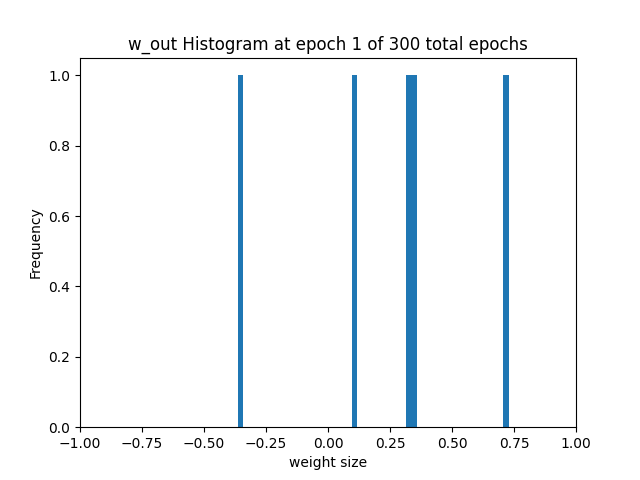 w_out Histogram at epoch 1 of 300 total epochs
1.0
0.8
0.6
0.4
0.2
0.0
Frequency
−1.00 −0.75 −0.50 −0.25 0.00 0.25 0.50 0.75 1.00
weight size